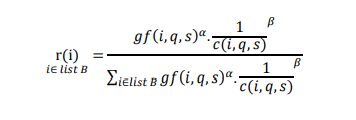 r(i) = gf(i,q,s)^α . 1/c(i,q,s)^β / ∑_{i∈list B} gf(i,q,s)^α . 1/c(i,q,s)^β
i∈ list B